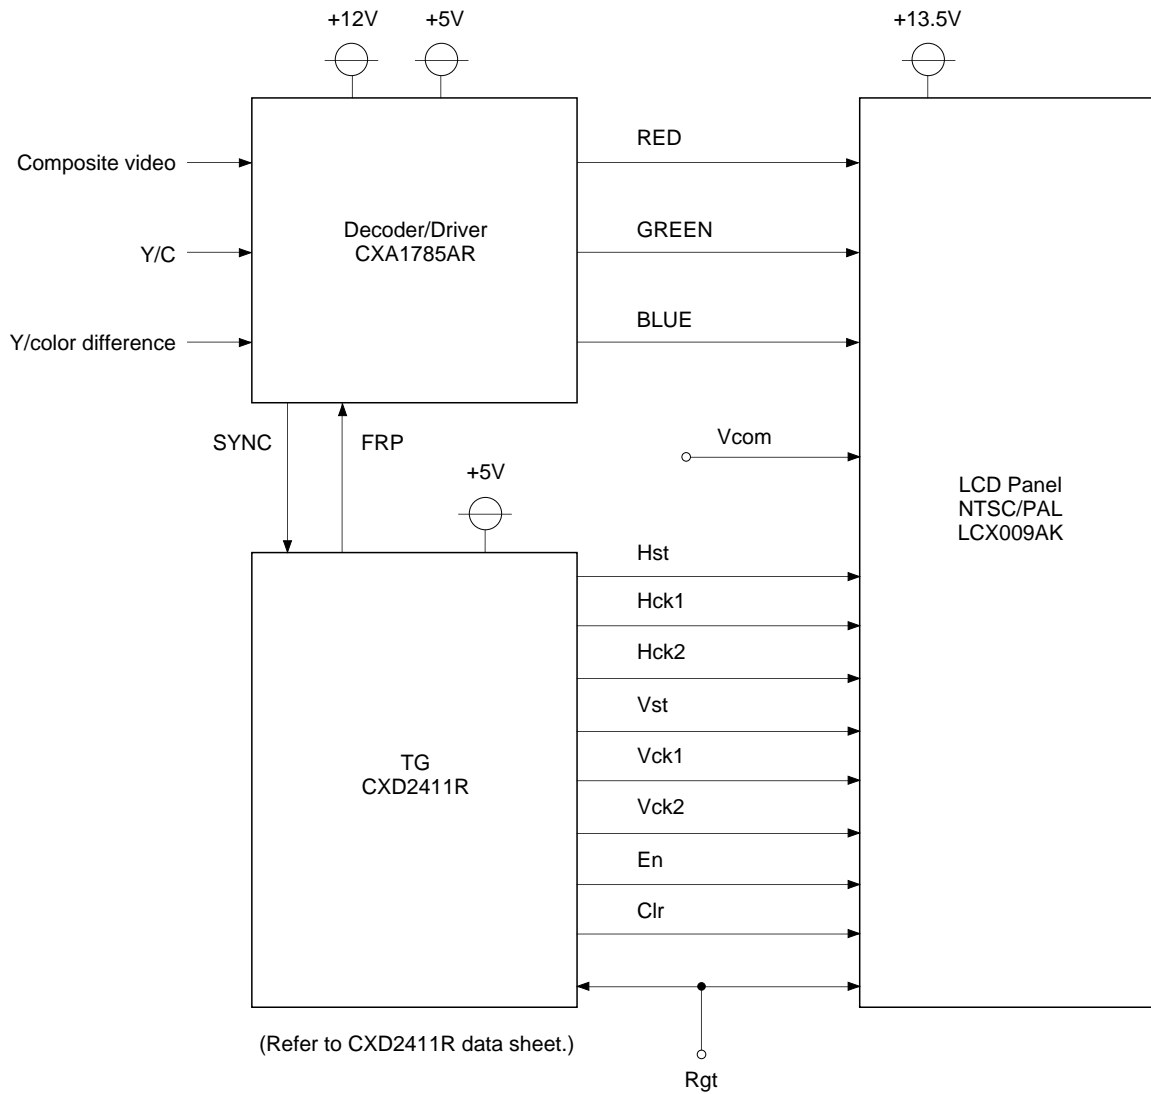 +12V
+5V
+13.5V
RED
Composite video
Decoder/Driver
CXA1785AR
GREEN
Y/C
BLUE
Y/color difference
SYNC
FRP
Vcom
+5V
LCD Panel
NTSC/PAL
LCX009AK
Hst
Hck1
Hck2
Vst
Vck1
TG
CXD2411R
Vck2
En
Clr
(Refer to CXD2411R data sheet.)
Rgt